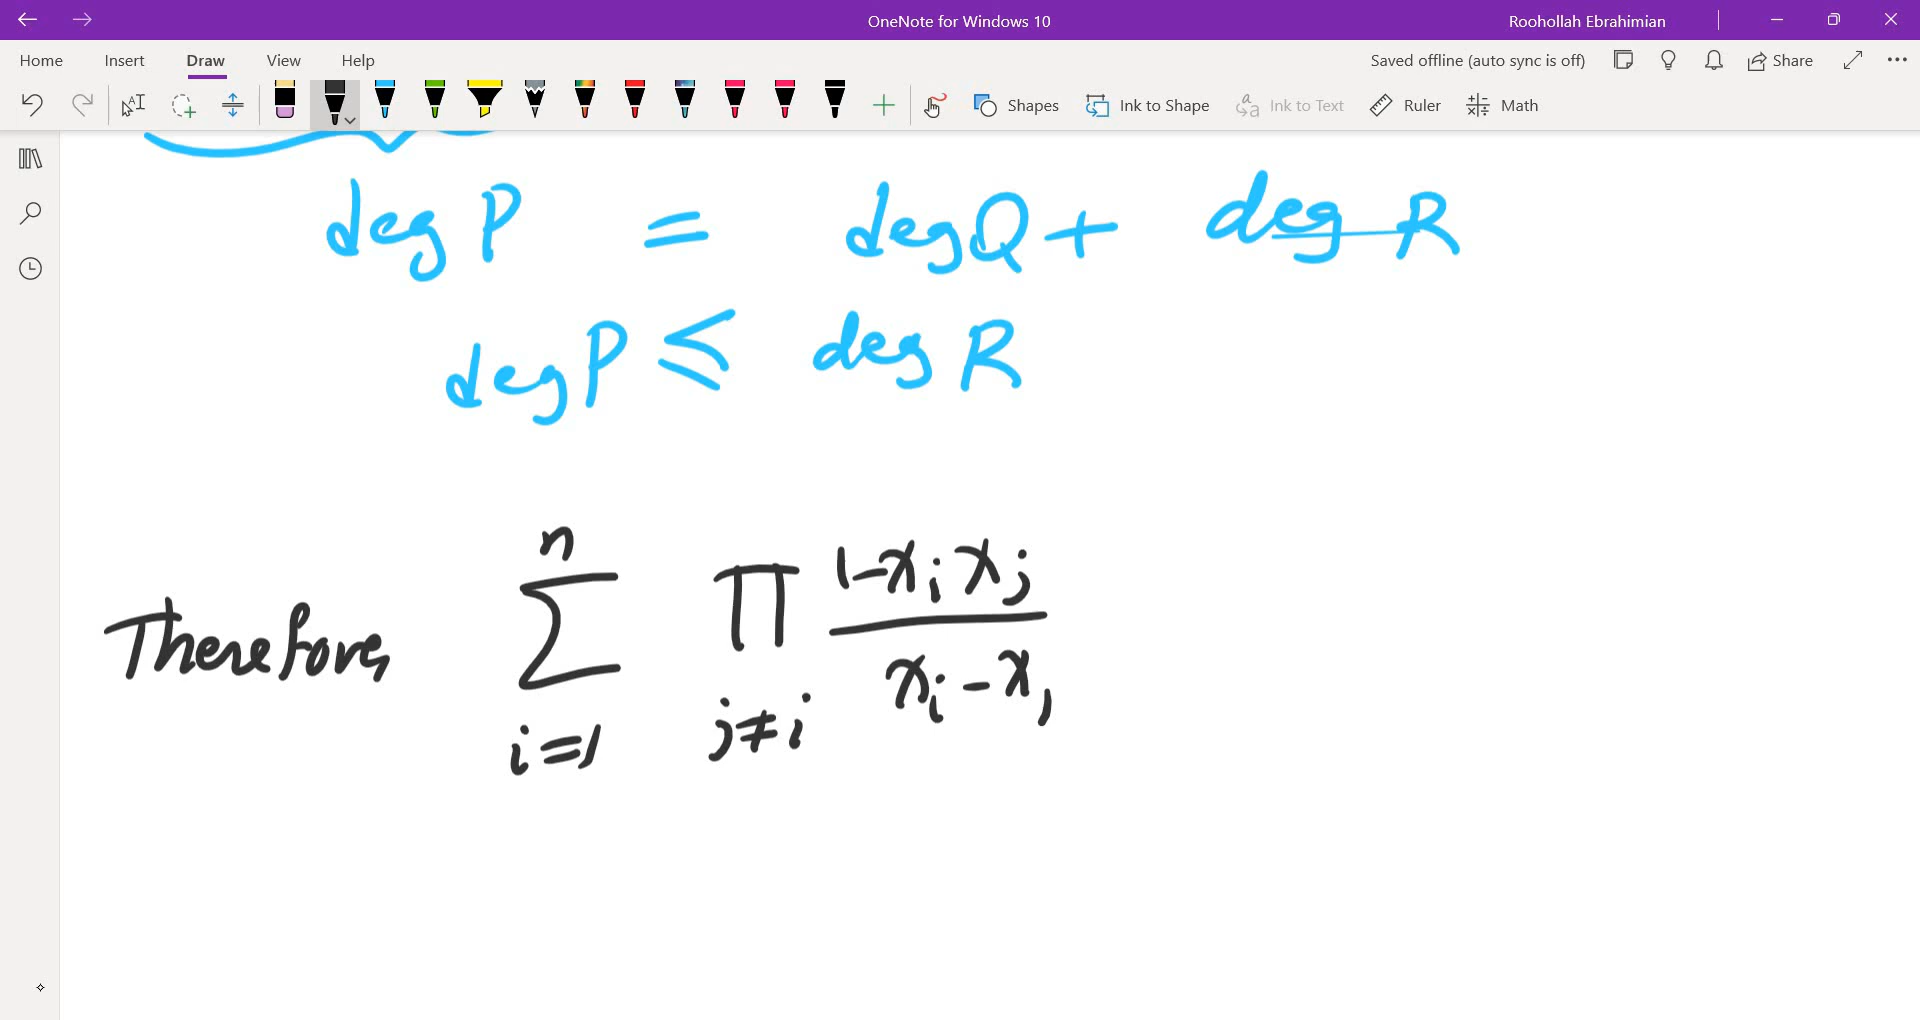 OneNote for Windows 10
Roohollah Ebrahimian
Home Insert Draw View Help
Saved offline (auto sync is off) Share
Shapes Ink to Shape Ink to Text Ruler Math
deg P = deg Q + deg R
deg P ≤ deg R
Therefore, n ∑ i=1 ∏ j≠i (1-x_i x_j)/(x_i - x_j)